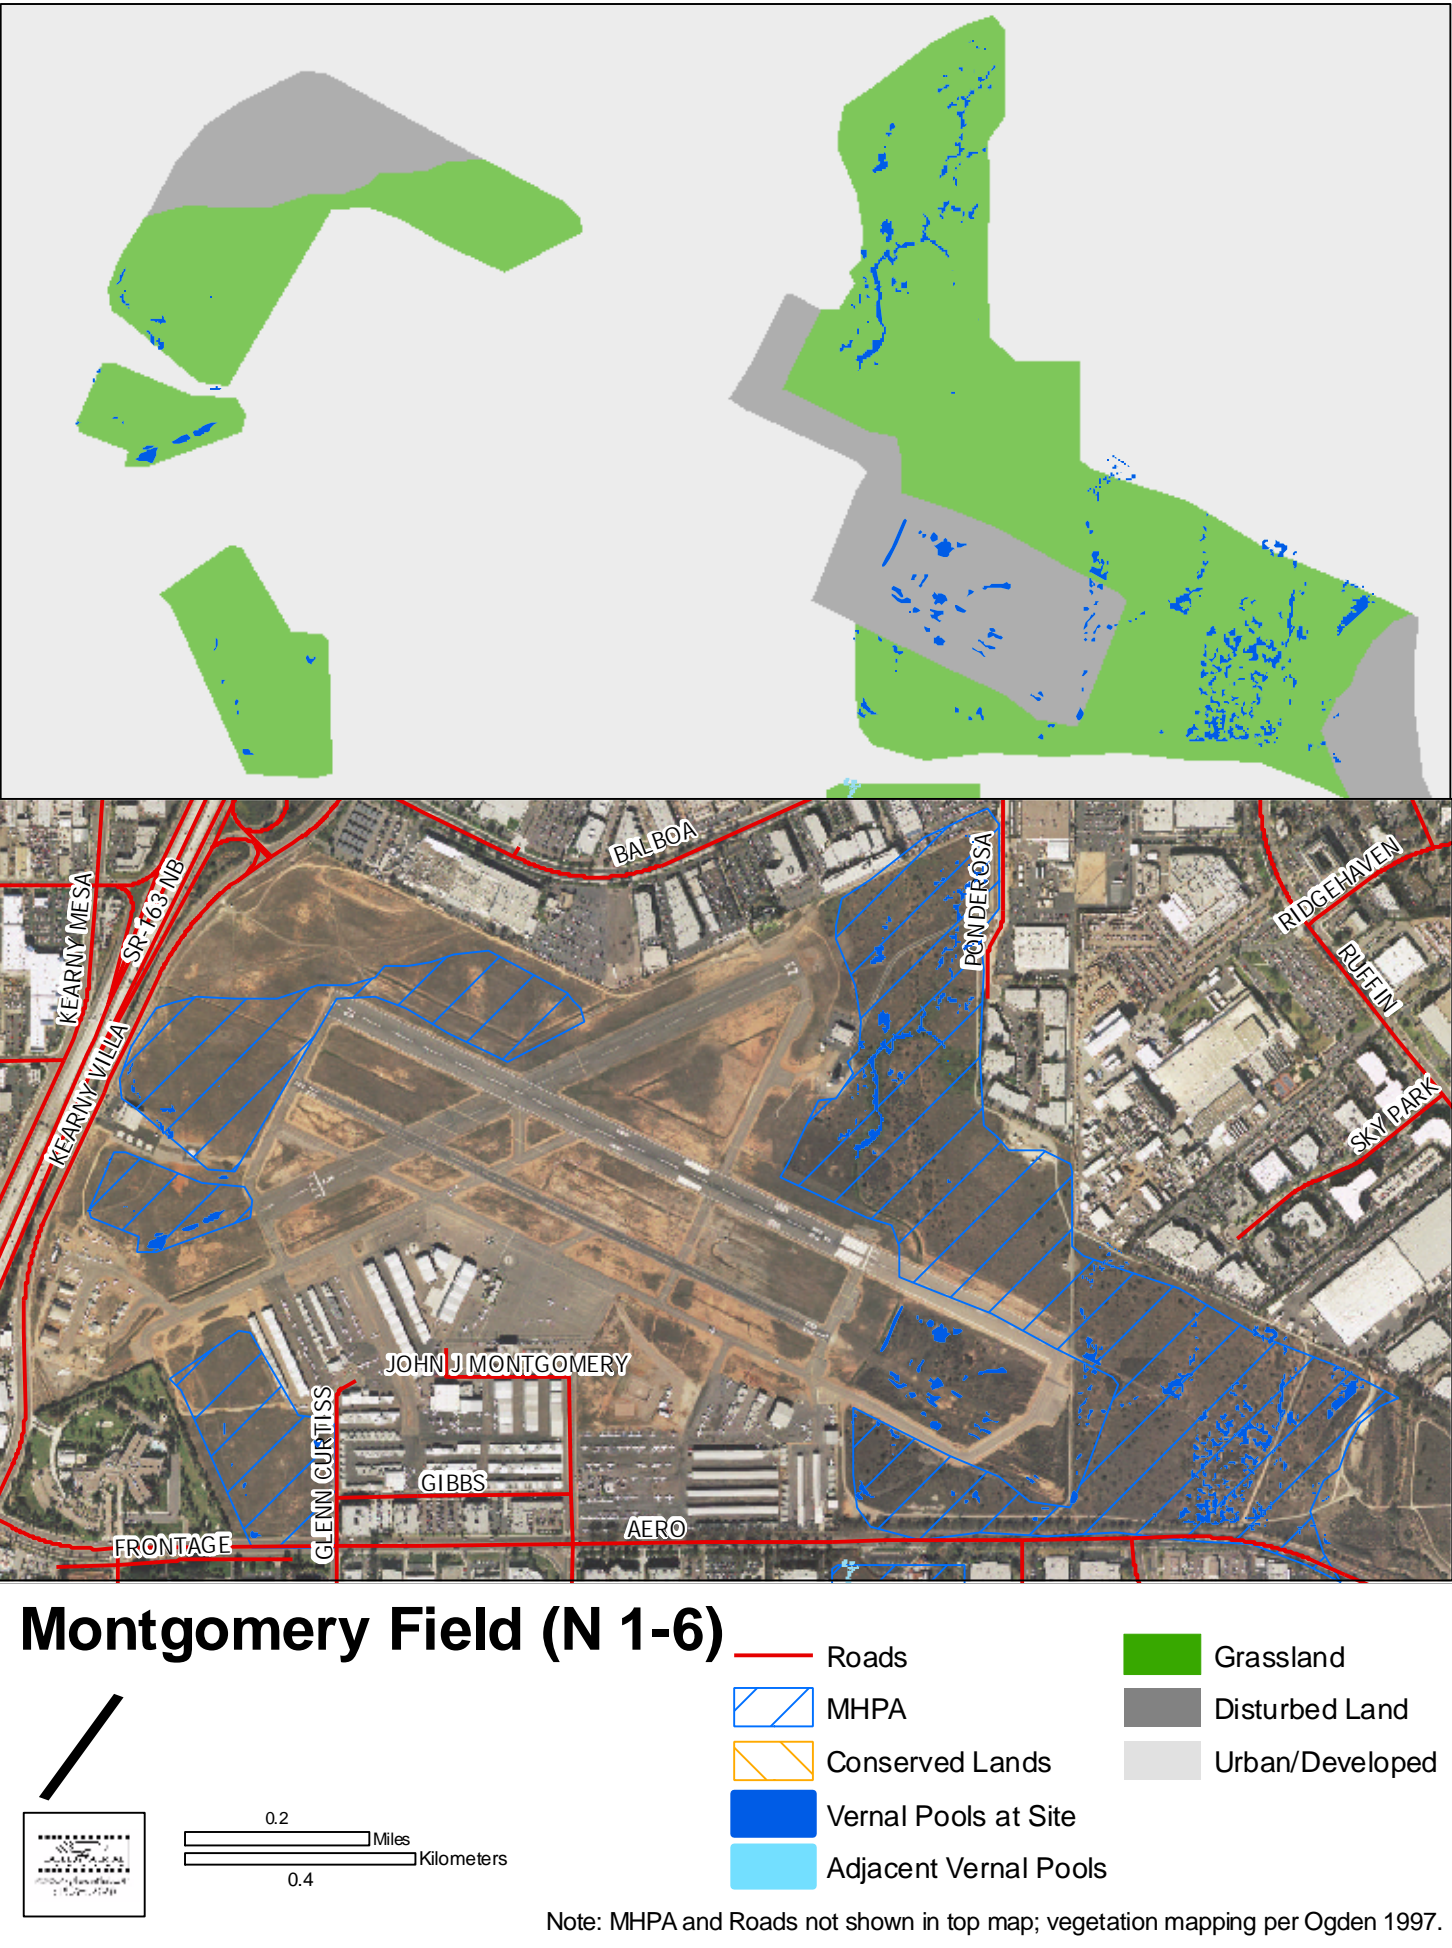 BALBOA
PONDEROSA
RIDGEHAVEN
KEARNY MESA
SR-163 NB
RUFFIN
KEARNY VILLA
SKY PARK
JOHN J MONTGOMERY
GLENN CURTISS
GIBBS
AERO
FRONTAGE
Montgomery Field (N 1-6)
Roads
MHPA
Conserved Lands
Vernal Pools at Site
Adjacent Vernal Pools
Grassland
Disturbed Land
Urban/Developed
0.2
Miles
Kilometers
0.4
Note: MHPA and Roads not shown in top map; vegetation mapping per Ogden 1997.